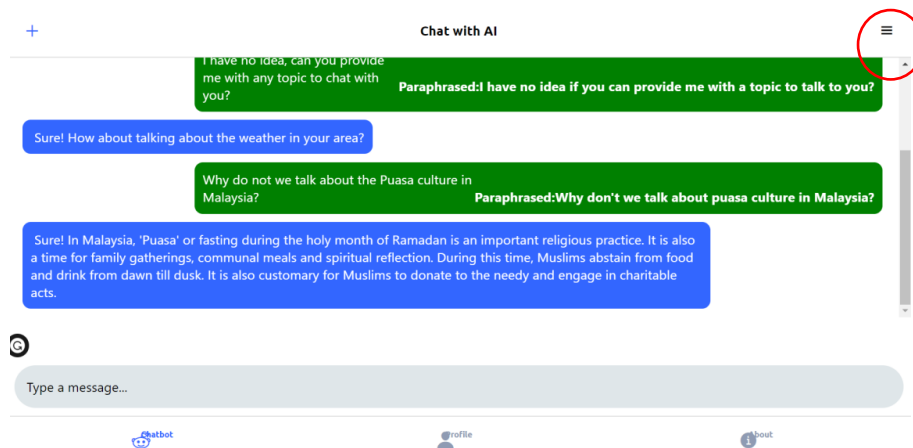 Chat with AI
I have no idea, can you provide
me with any topic to chat with
you?
Paraphrased:I have no idea if you can provide me with a topic to talk to you?
Sure! How about talking about the weather in your area?
Why do not we talk about the Puasa culture in
Malaysia?
Paraphrased:Why don't we talk about puasa culture in Malaysia?
Sure! In Malaysia, 'Puasa' or fasting during the holy month of Ramadan is an important religious practice. It is also
a time for family gatherings, communal meals and spiritual reflection. During this time, Muslims abstain from food
and drink from dawn till dusk. It is also customary for Muslims to donate to the needy and engage in charitable
acts.
Type a message...
Chatbot
Profile
About